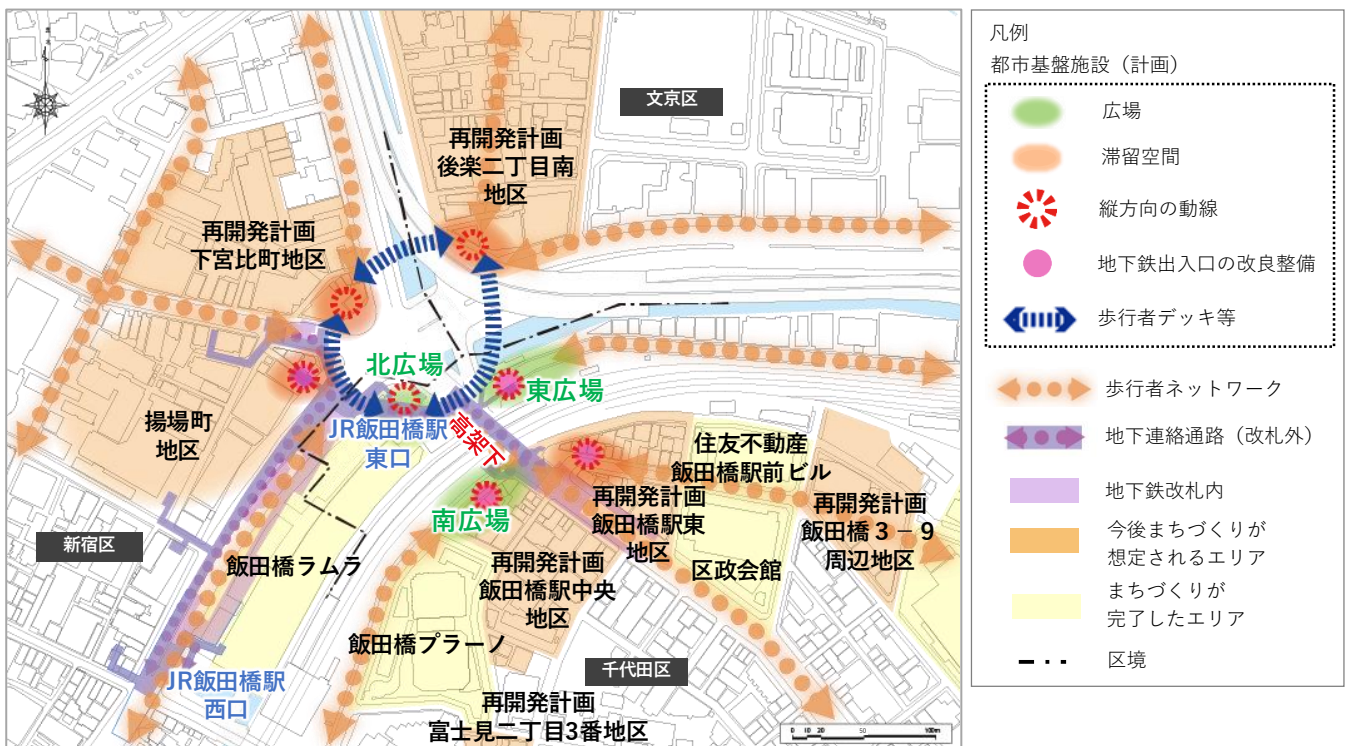 文京区
再開発計画
後楽二丁目南
地区
再開発計画
下宮比町地区
北広場
東広場
JR飯田橋駅
東口
高架下
揚場町
地区
住友不動産
飯田橋駅前ビル
南広場
再開発計画
飯田橋駅東
地区
再開発計画
飯田橋3-9
周辺地区
新宿区
飯田橋ラムラ
再開発計画
飯田橋駅中央
地区
区政会館
飯田橋プラーノ
千代田区
JR飯田橋駅
西口
再開発計画
富士見二丁目3番地区
0 10 20 50 100m
凡例
都市基盤施設（計画）
広場
滞留空間
縦方向の動線
地下鉄出入口の改良整備
歩行者デッキ等
歩行者ネットワーク
地下連絡通路（改札外）
地下鉄改札内
今後まちづくりが
想定されるエリア
まちづくりが
完了したエリア
区境